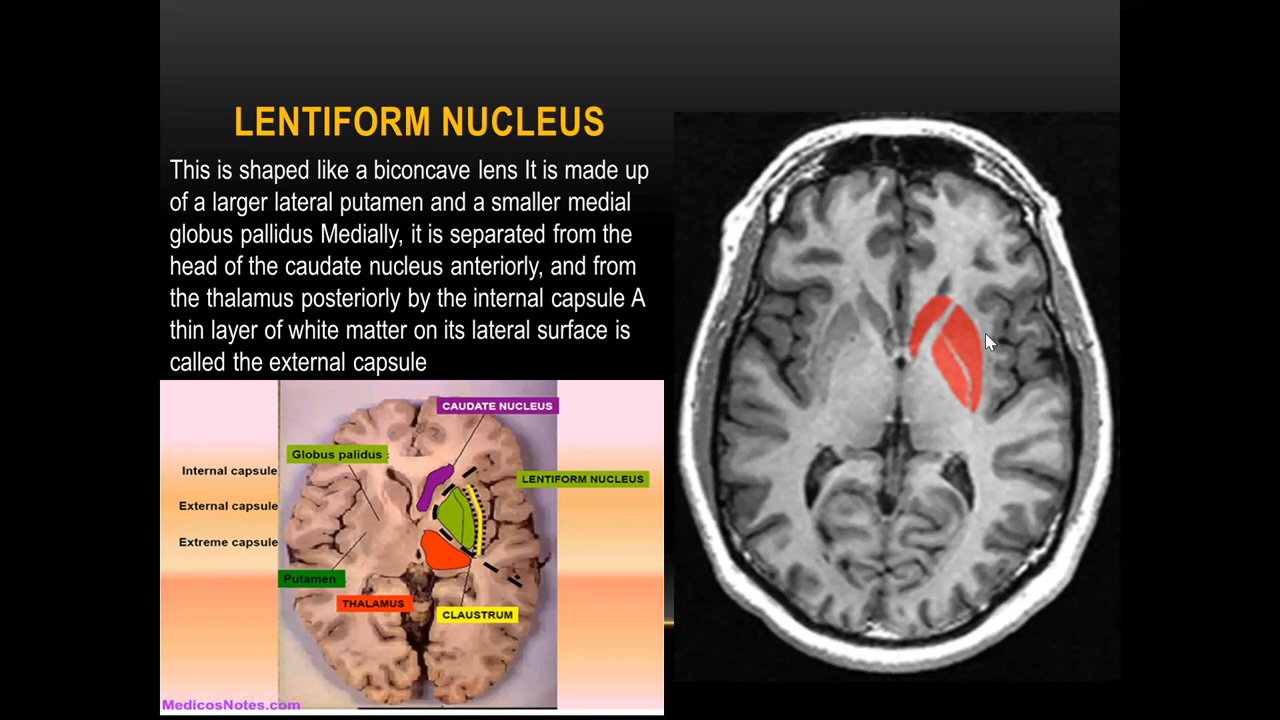 LENTIFORM NUCLEUS
This is shaped like a biconcave lens It is made up
of a larger lateral putamen and a smaller medial
globus pallidus Medially, it is separated from the
head of the caudate nucleus anteriorly, and from
the thalamus posteriorly by the internal capsule A
thin layer of white matter on its lateral surface is
called the external capsule
CAUDATE NUCLEUS
Globus palidus
Internal capsule
LENTIFORM NUCLEUS
External capsule
Extreme capsule
Putamen
THALAMUS
CLAUSTRUM
MedicosNotes.com